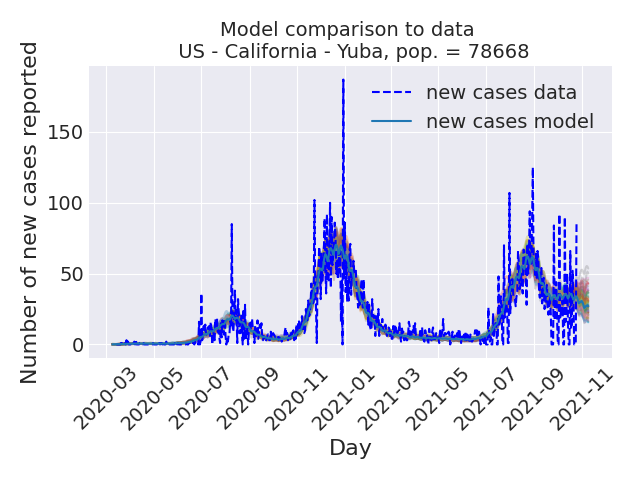 Model comparison to data
US - California - Yuba, pop. = 78668
Number of new cases reported
150
100
50
0
new cases data
new cases model
2020-03
2020-05
2020-07
2020-09
2020-11
2021-01
2021-03
2021-05
2021-07
2021-09
2021-11
Day